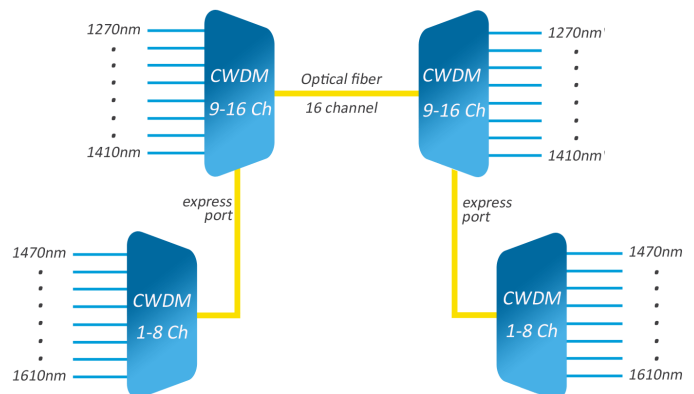 1270nm
1410nm
CWDM
9-16 Ch
Optical fiber
16 channel
CWDM
9-16 Ch
1270nm'
1410nm'
express
port
express
port
1470nm
1610nm
CWDM
1-8 Ch
CWDM
1-8 Ch
1470nm
1610nm